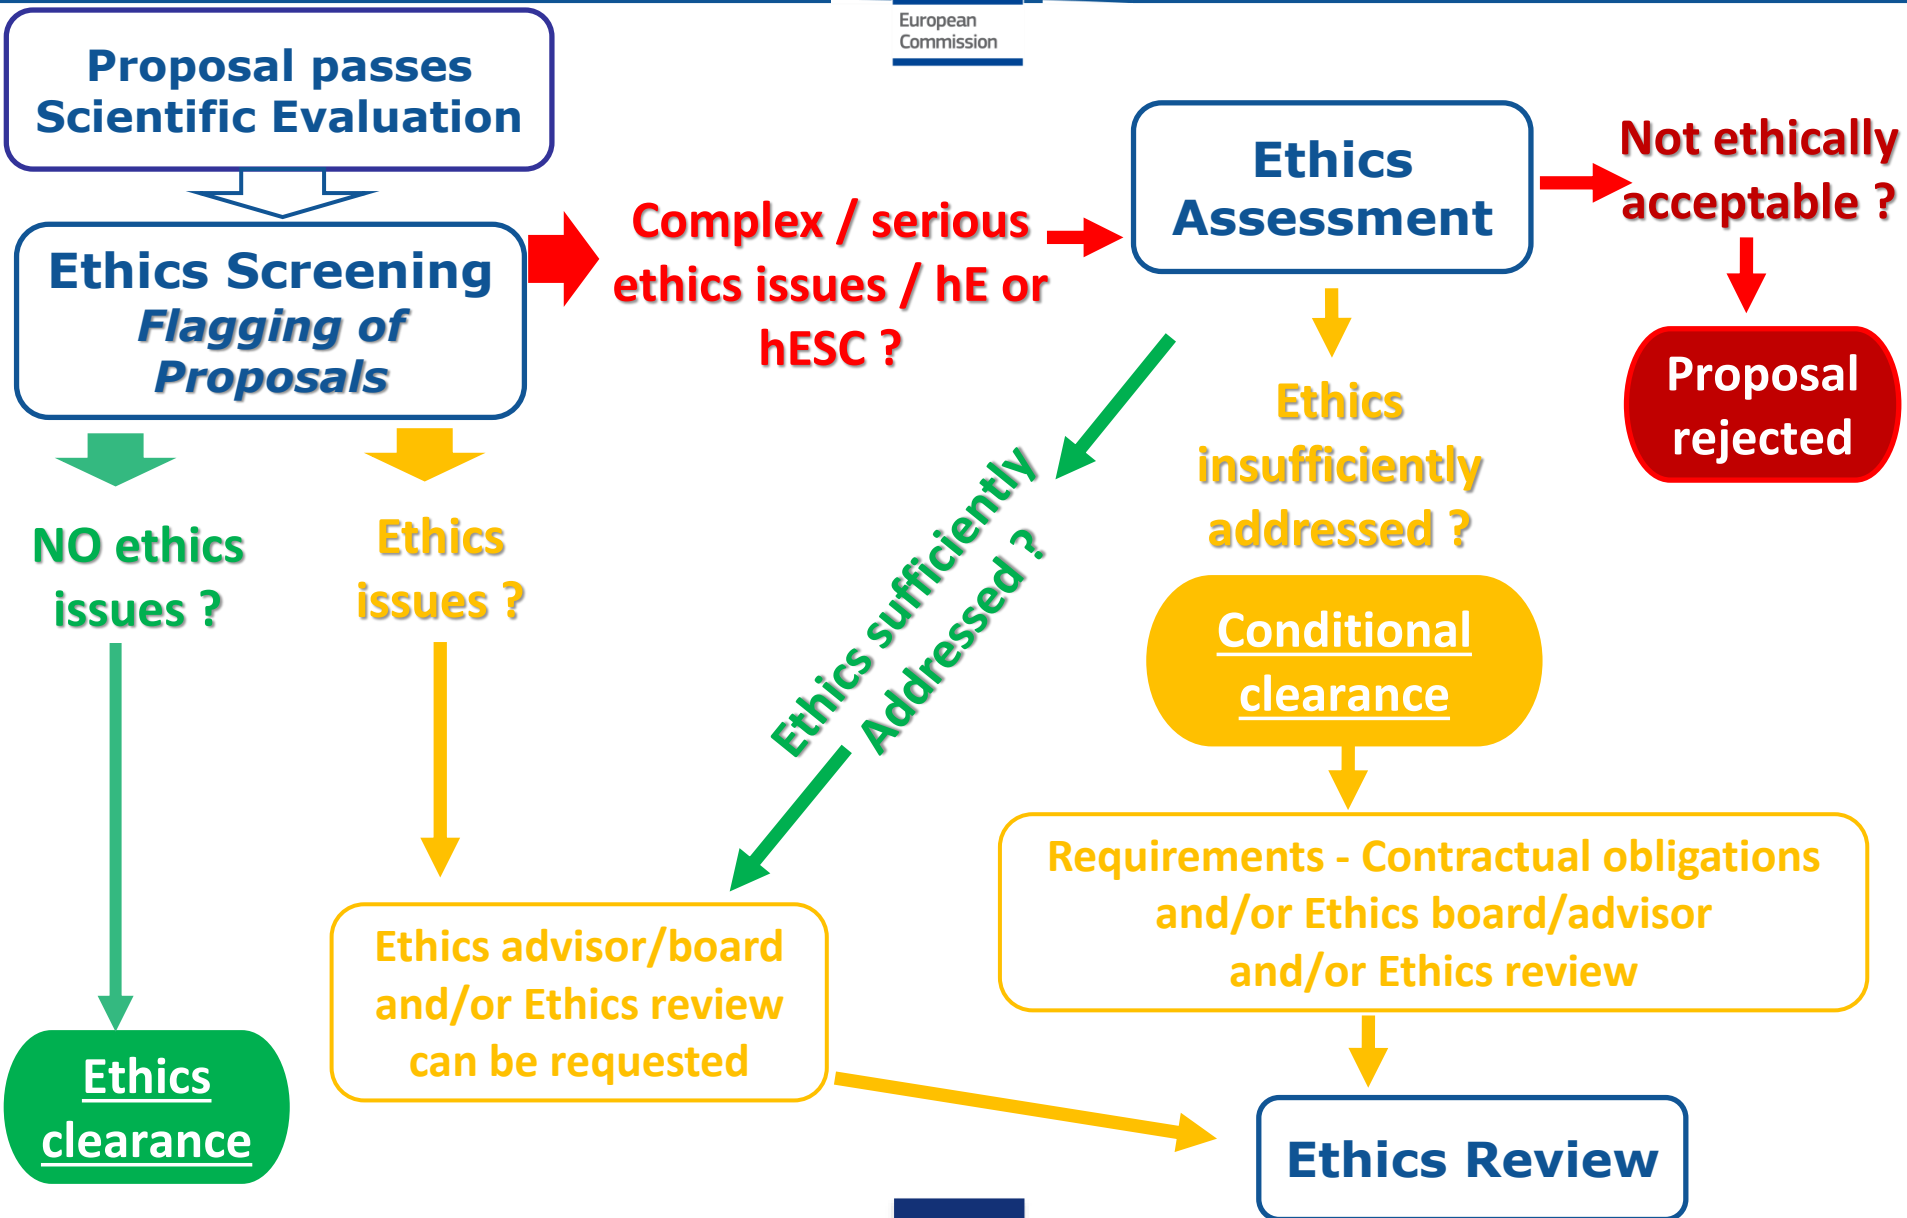 European
Commission
Proposal passes
Scientific Evaluation
Ethics Screening
Flagging of
Proposals
Complex / serious
ethics issues / hE or
hESC ?
Ethics
Assessment
Not ethically
acceptable ?
Proposal
rejected
NO ethics
issues ?
Ethics
issues ?
Ethics sufficiently
Addressed ?
Ethics
insufficiently
addressed ?
Conditional
clearance
Requirements - Contractual obligations
and/or Ethics board/advisor
and/or Ethics review
Ethics advisor/board
and/or Ethics review
can be requested
Ethics
clearance
Ethics Review